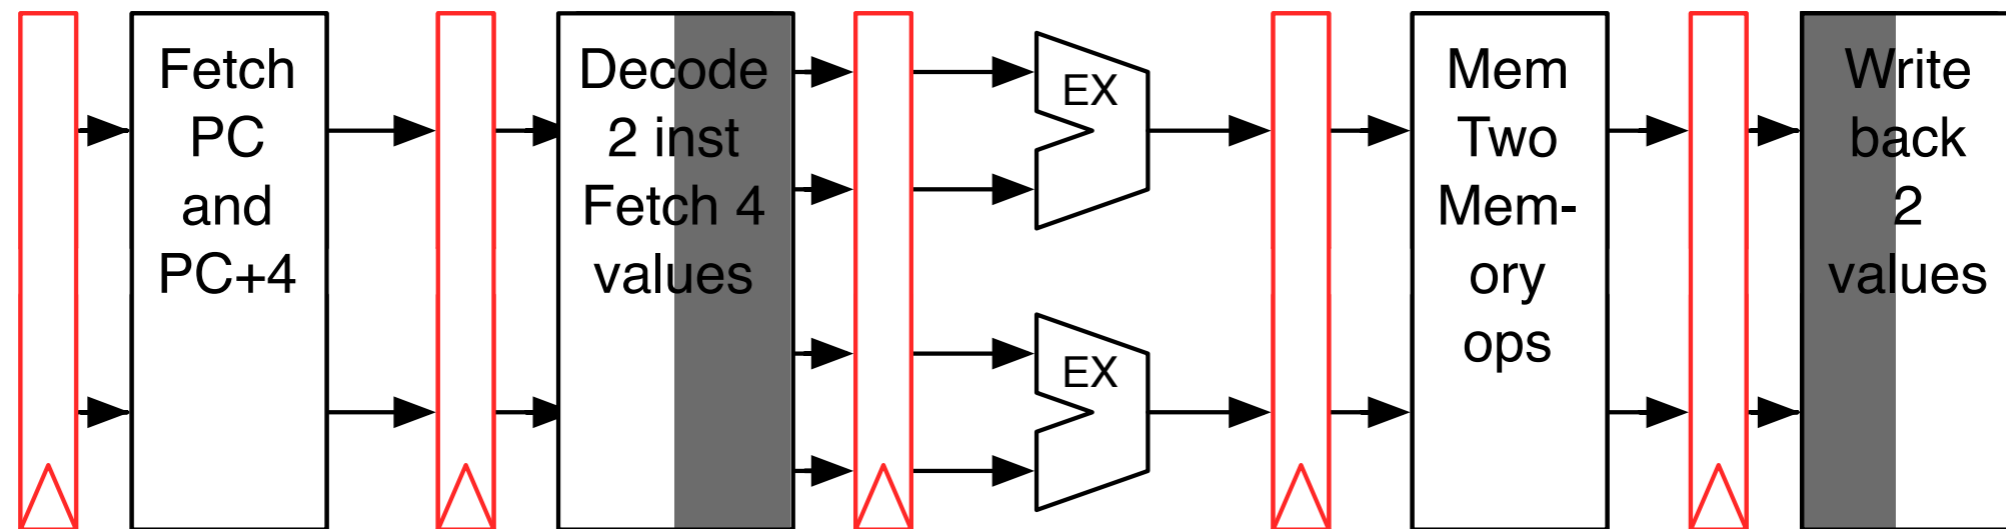 Fetch
PC
and
PC+4
Decode
2 inst
Fetch 4
values
EX
EX
Mem
Two
Mem-
ory
ops
Write
back
2
values